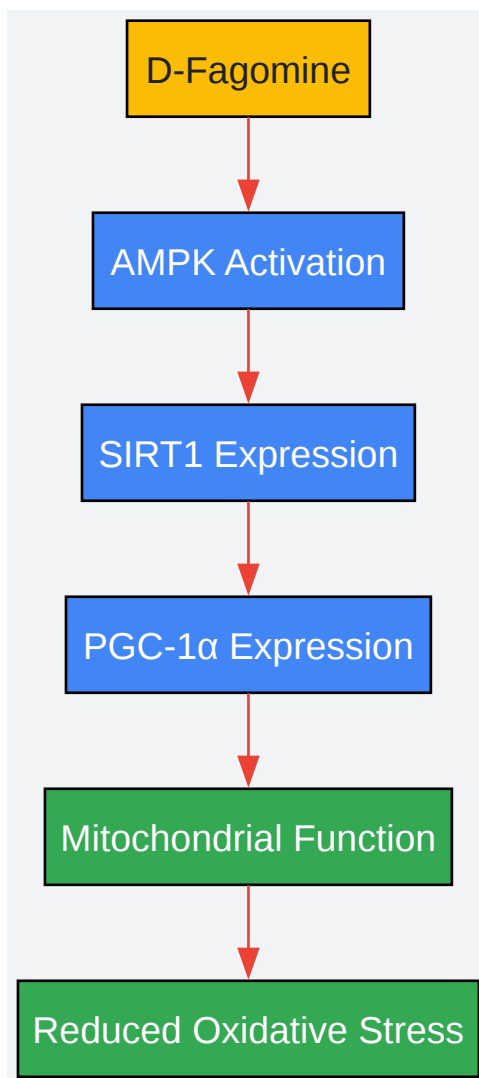 D-Fagomine
AMPK Activation
SIRT1 Expression
PGC-1α Expression
Mitochondrial Function
Reduced Oxidative Stress